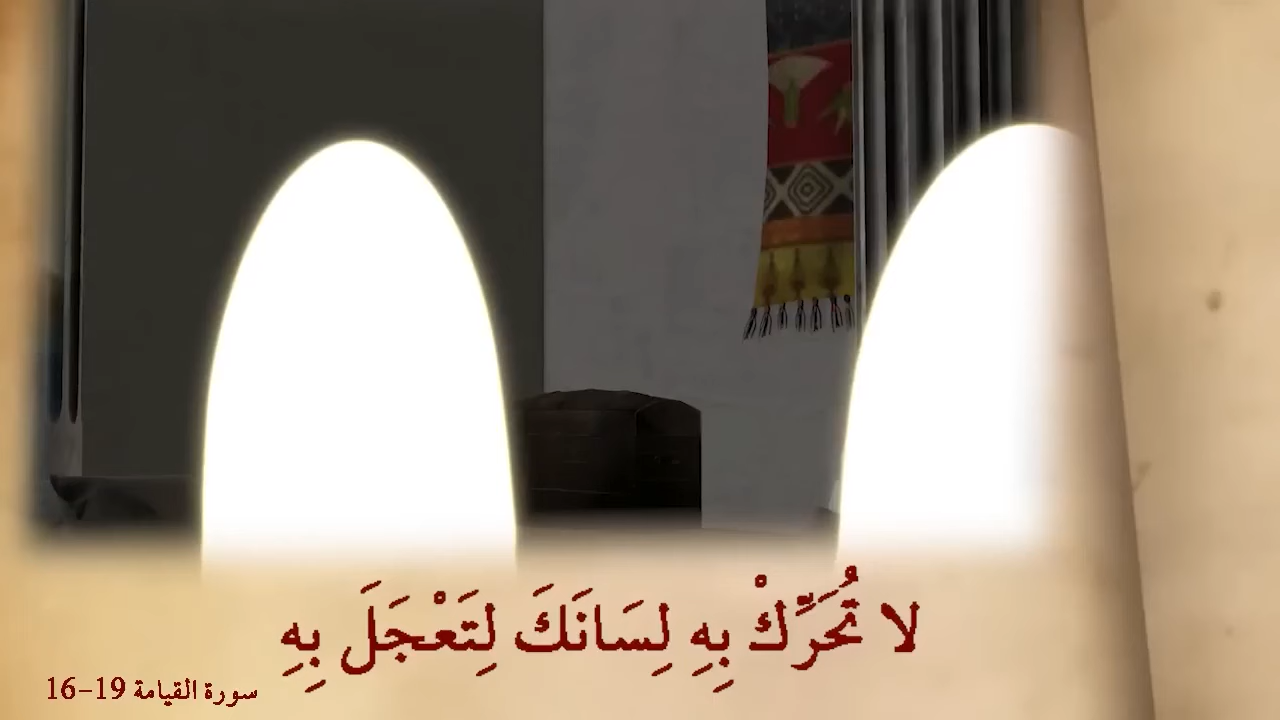 لا تُحَرِّكْ بِهِ لِسَانَكَ لِتَعْجَلَ بِهِ
سورة القيامة 19-16